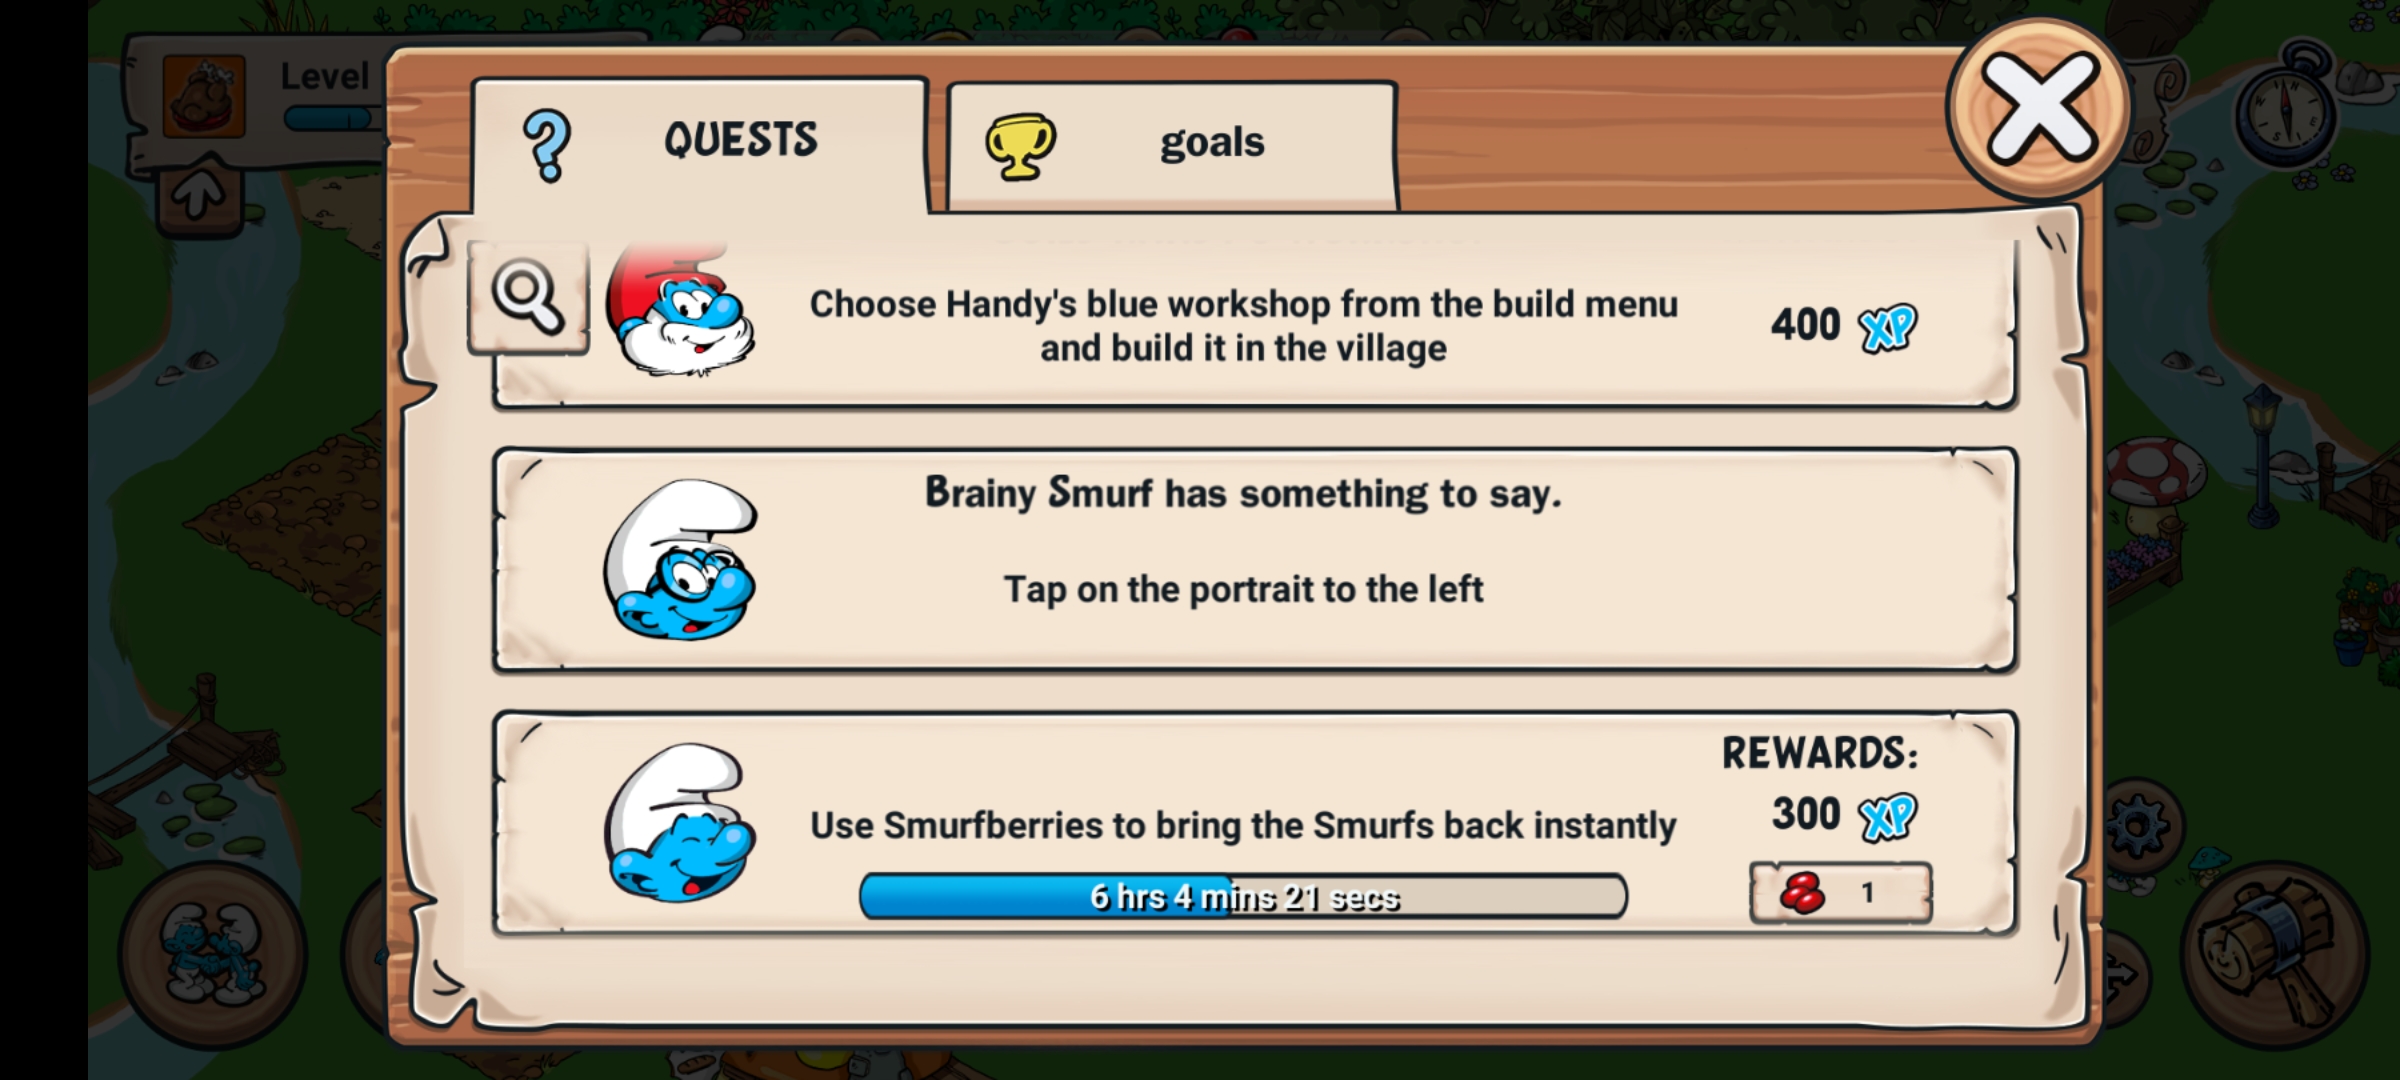 Level
QUESTS
goals
Choose Handy's blue workshop from the build menu
and build it in the village
400 XP
Brainy Smurf has something to say.
Tap on the portrait to the left
REWARDS:
300 XP
Use Smurfberries to bring the Smurfs back instantly
6 hrs 4 mins 21 secs
1